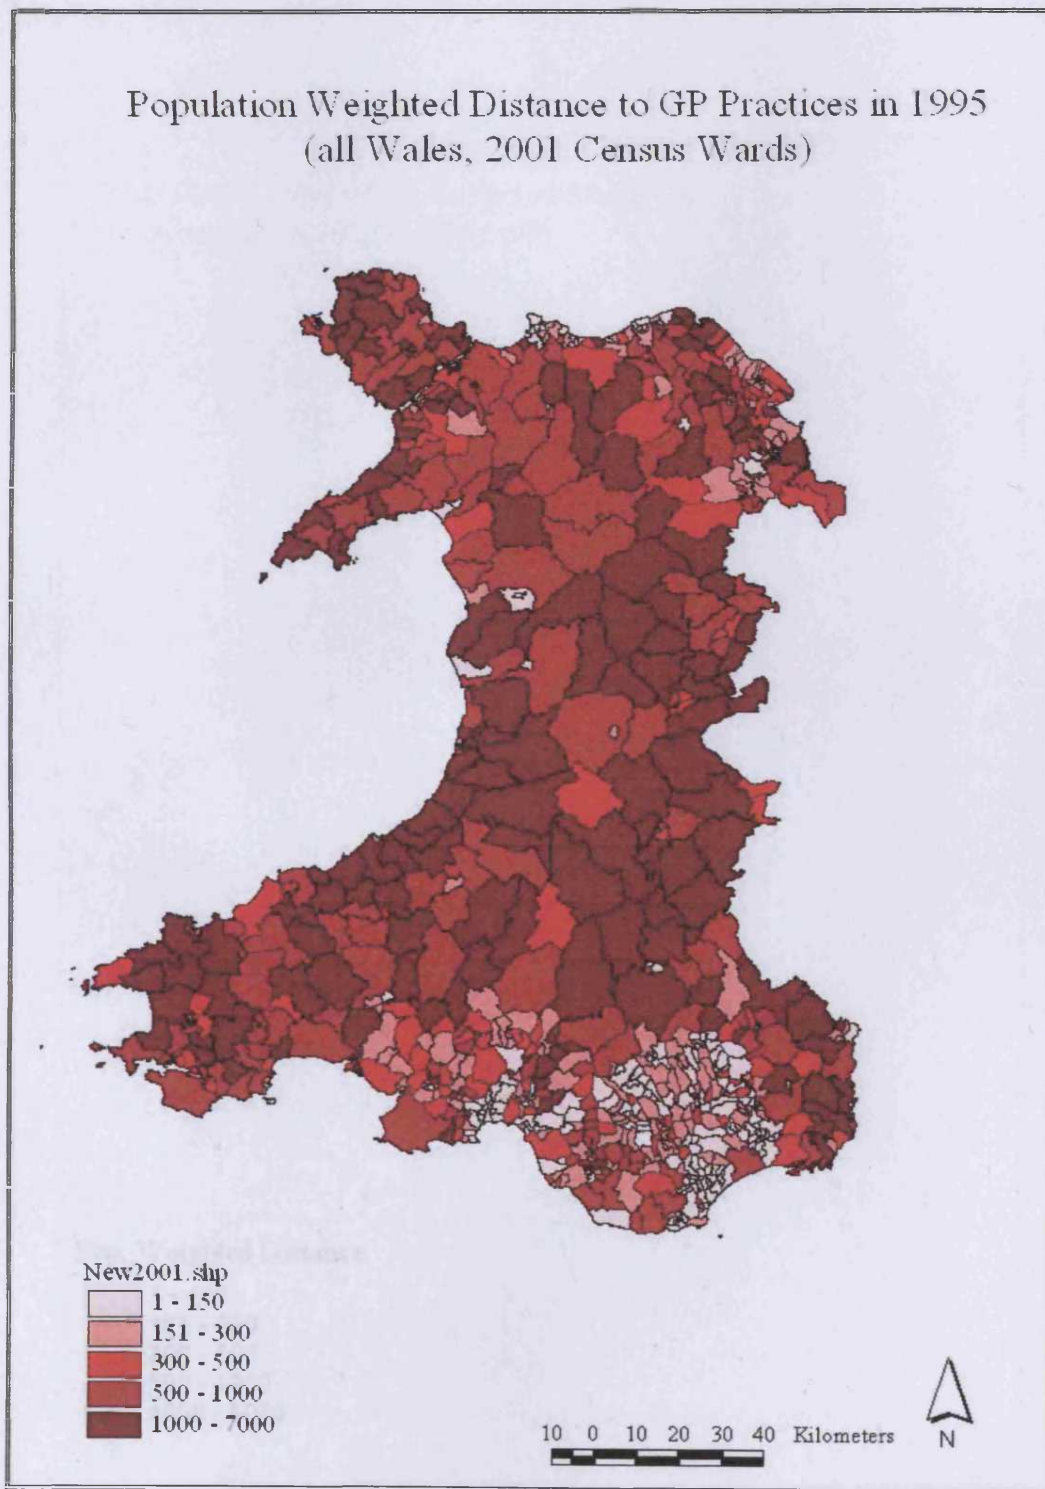 Population Weighted Distance to GP Practices in 1995
(all Wales, 2001 Census Wards)
New2001.shp
1 - 150
151 - 300
300 - 500
500 - 1000
1000 - 7000
10 0 10 20 30 40 Kilometers
N